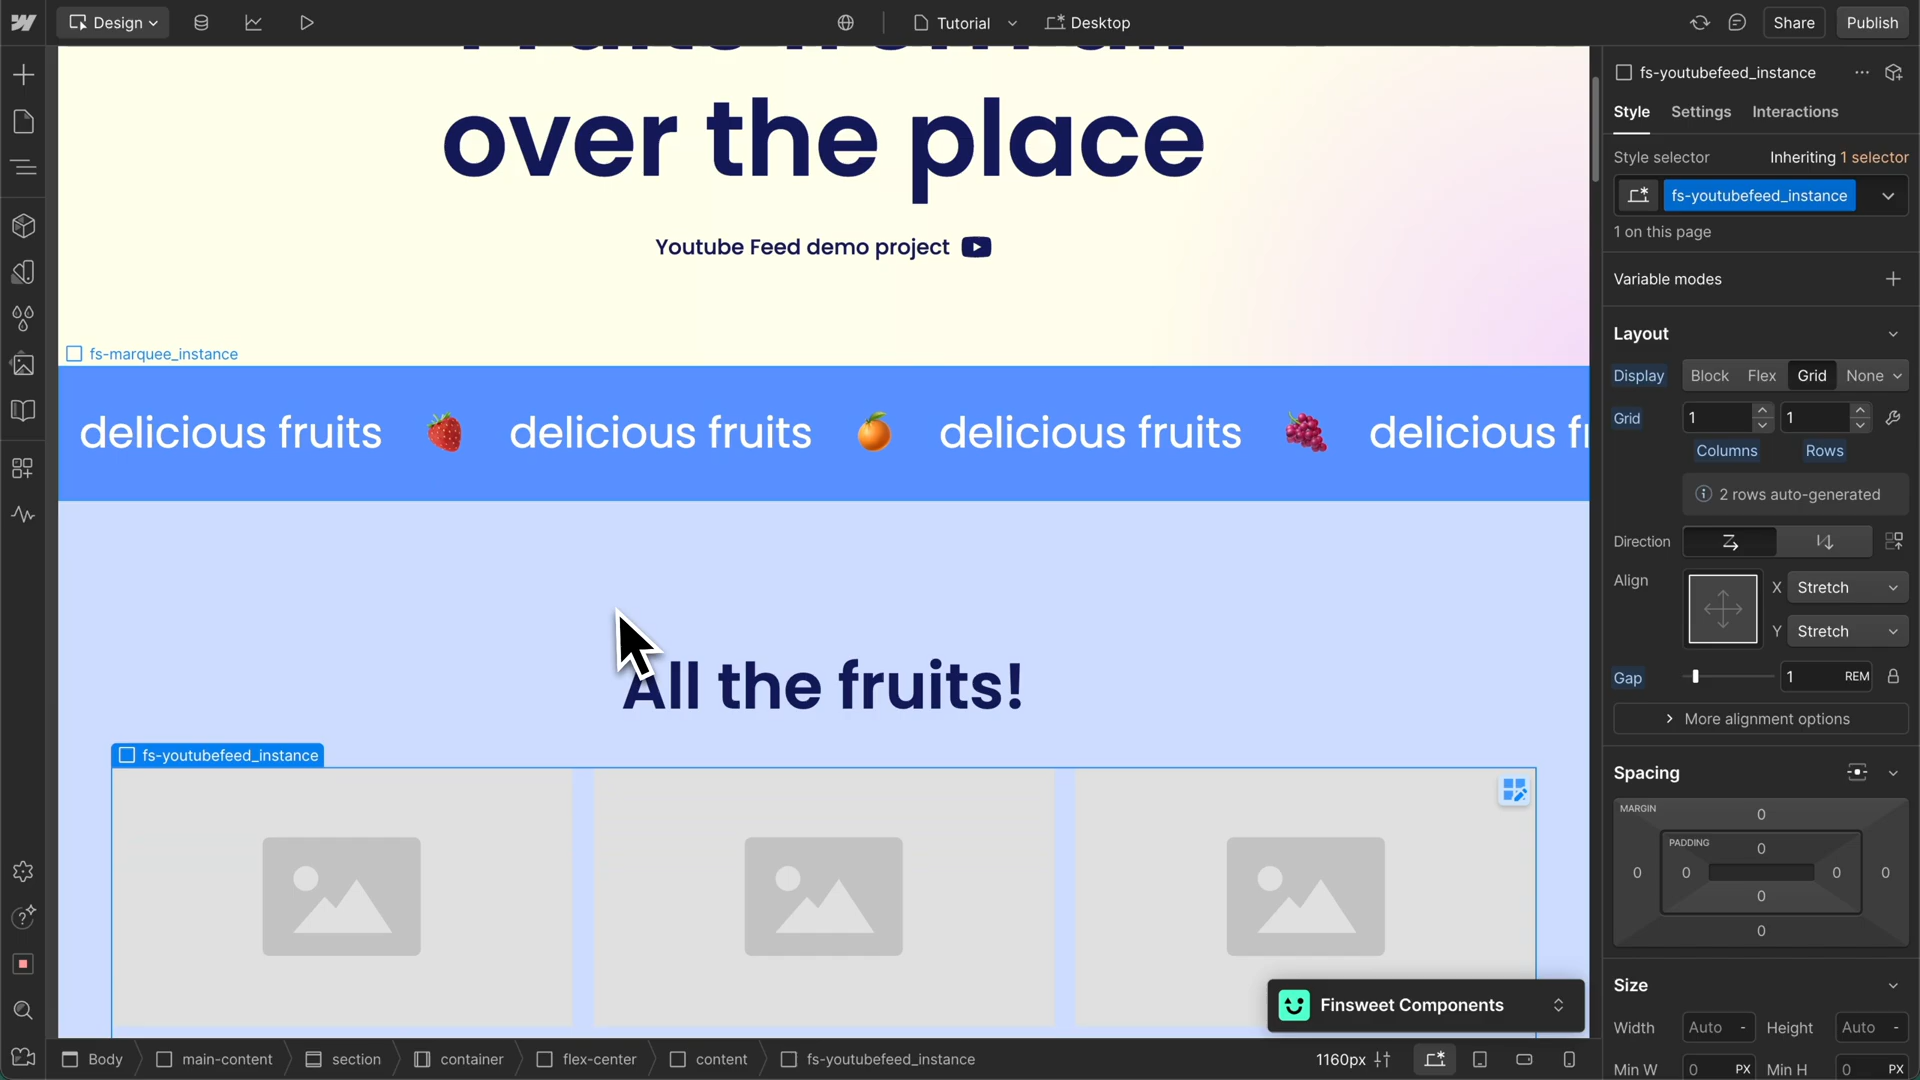 Design
Tutorial
Desktop
Share
Publish
over the place
Youtube Feed demo project
fs-marquee_instance
delicious fruits delicious fruits delicious fruits delicious
All the fruits!
fs-youtubefeed_instance
Finsweet Components
Body
main-content
section
container
flex-center
content
fs-youtubefeed_instance
1160px
fs-youtubefeed_instance
Style Settings Interactions
Style selector Inheriting 1 selector
fs-youtubefeed_instance
1 on this page
Variable modes
Layout
Display Block Flex Grid None
Grid 1 1
Columns Rows
2 rows auto-generated
Direction
Align X Stretch
Y Stretch
Gap 1 REM
More alignment options
Spacing
MARGIN 0
PADDING 0
0 0 0 0
0
0
Size
Width Auto - Height Auto -
Min W 0 PX Min H 0 PX